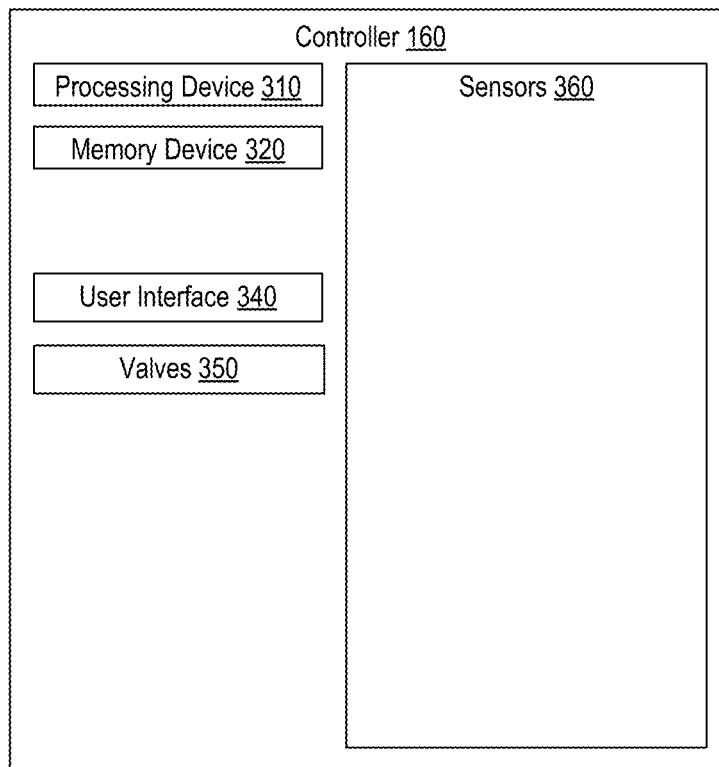 Controller 160
Processing Device 310
Memory Device 320
User Interface 340
Valves 350
Sensors 360